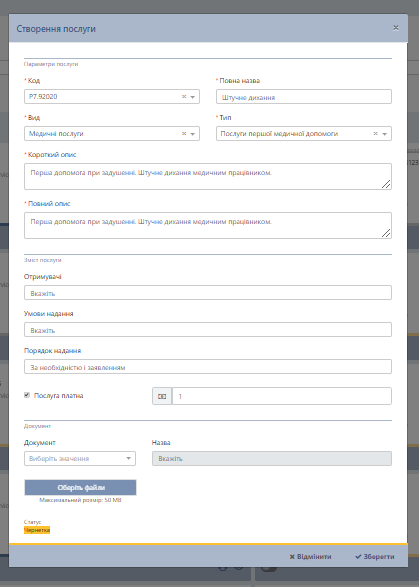 Створення послуги ×
Параметри послуги
* Код * Повна назва
P7.92020 Штучне дихання
* Вид * Тип
Медичні послуги Послуги першої медичної допомоги
* Короткий опис
Перша допомога при задушенні. Штучне дихання медичним працівником.
* Повний опис
Перша допомога при задушенні. Штучне дихання медичним працівником.
Зміст послуги
Отримувачі
Вкажіть
Умови надання
Вкажіть
Порядок надання
За необхідністю і заявленням
Послуга платна 1
Документ
Документ Назва
Виберіть значення Вкажіть
Оберіть файли
Максимальний розмір: 50 MB
Статус
Чернетка
Відмінити Зберегти